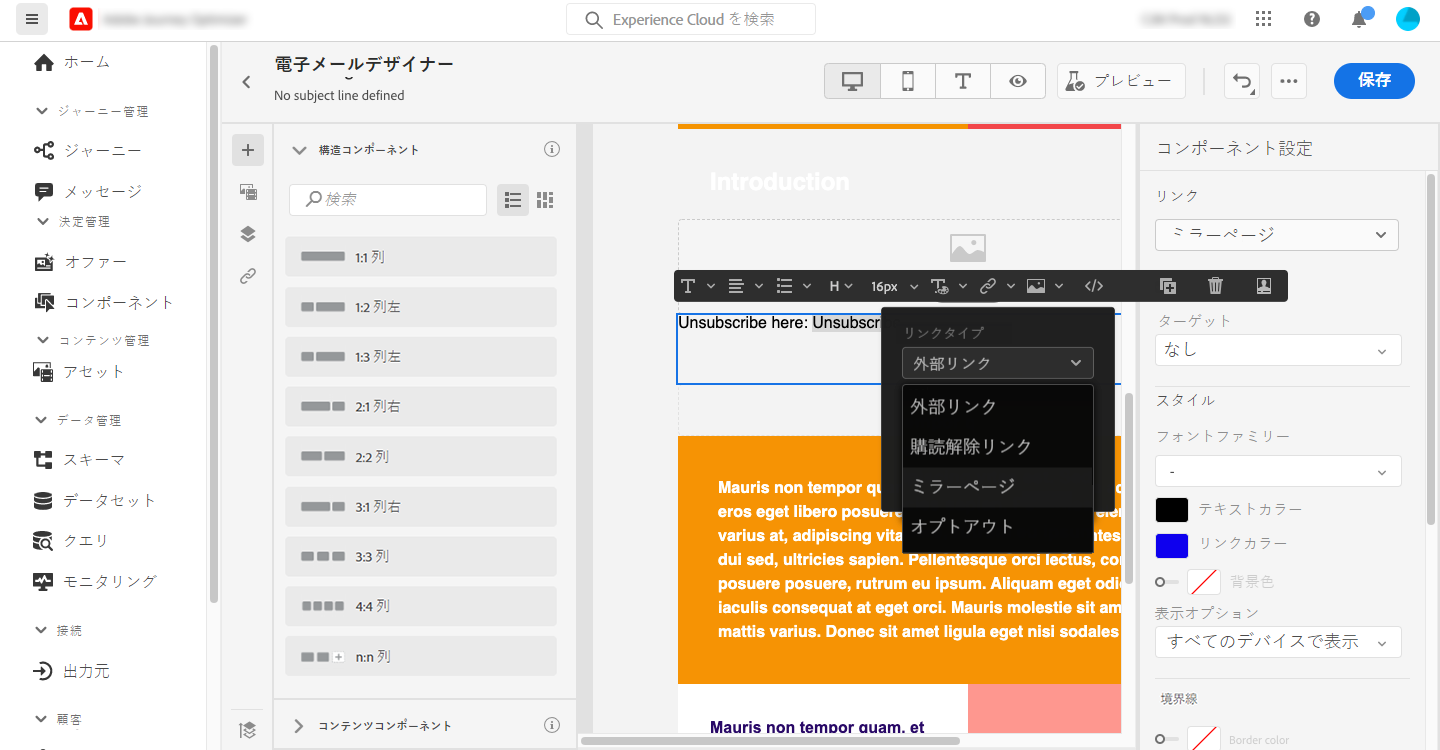 Experience Cloud を検索
ホーム
ジャーニー管理
ジャーニー
メッセージ
決定管理
オファー
コンポーネント
コンテンツ管理
アセット
データ管理
スキーマ
データセット
クエリ
モニタリング
接続
出力元
顧客
電子メールデザイナー
No subject line defined
プレビュー
保存
構造コンポーネント
検索
1:1 列
1:2 列左
1:3 列左
2:1 列右
2:2 列
3:1 列右
3:3 列
4:4 列
n:n 列
コンテンツコンポーネント
Introduction
H
16px
Unsubscribe here: Unsubscr
リンクタイプ
外部リンク
外部リンク
購読解除リンク
ミラーページ
オプトアウト
Mauris non tempor qu
eros eget libero posuere
varius at, adipiscing vita
dui sed, ultricies sapien. Pellentesque orci lectus, co
posuere posuere, rutrum eu ipsum. Aliquam eget odi
iaculis consequat at eget orci. Mauris molestie sit am
mattis varius. Donec sit amet ligula eget nisi sodales
Mauris non tempor quam, et
コンポーネント設定
リンク
ミラーページ
ターゲット
なし
スタイル
フォントファミリー
-
テキストカラー
リンクカラー
背景色
表示オプション
すべてのデバイスで表示
境界線
Border color